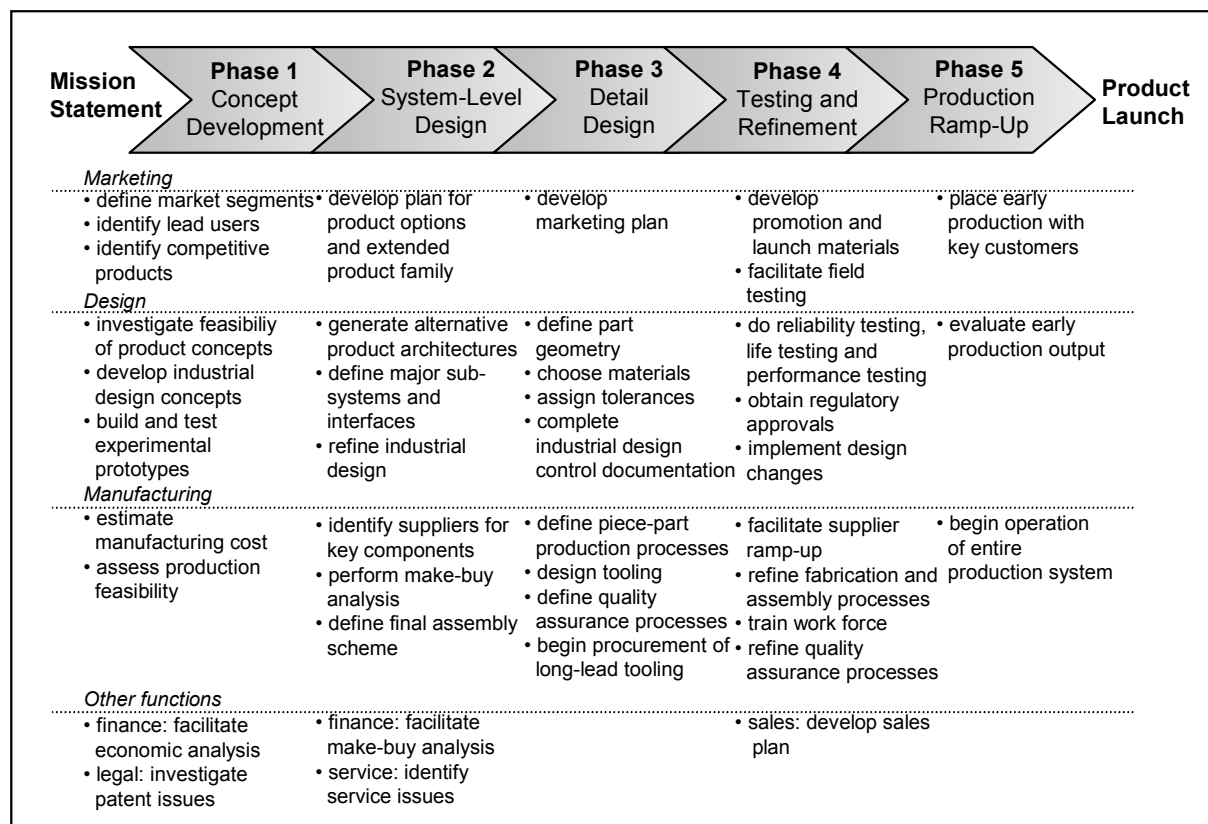 Mission
Statement
Phase 1
Concept
Development
Phase 2
System-Level
Design
Phase 3
Detail
Design
Phase 4
Testing and
Refinement
Phase 5
Production
Ramp-Up
Product
Launch
Marketing
• define market segments
• identify lead users
• identify competitive
products
• develop plan for
product options
and extended
product family
• develop
marketing plan
• develop
promotion and
launch materials
• facilitate field
testing
• place early
production with
key customers
Design
• investigate feasibiliy
of product concepts
• develop industrial
design concepts
• build and test
experimental
prototypes
• generate alternative
product architectures
• define major sub-
systems and
interfaces
• refine industrial
design
• define part
geometry
• choose materials
• assign tolerances
• complete
industrial design
control documentation
• do reliability testing,
life testing and
performance testing
• obtain regulatory
approvals
• implement design
changes
• evaluate early
production output
Manufacturing
• estimate
manufacturing cost
• assess production
feasibility
• identify suppliers for
key components
• perform make-buy
analysis
• define final assembly
scheme
• define piece-part
production processes
• design tooling
• define quality
assurance processes
• begin procurement of
long-lead tooling
• facilitate supplier
ramp-up
• refine fabrication and
assembly processes
• train work force
• refine quality
assurance processes
• begin operation
of entire
production system
Other functions
• finance: facilitate
economic analysis
• legal: investigate
patent issues
• finance: facilitate
make-buy analysis
• service: identify
service issues
• sales: develop sales
plan